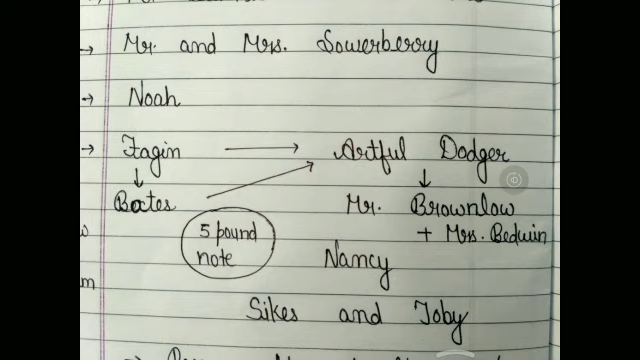 → Mr. and Mrs. Sowerberry
→ Noah
→ Fagin → Artful Dodger
↓ ↓
Bates Mr. Brownlow
+ Mrs. Bedwin
5 pound
note
Nancy
Sikes and Toby